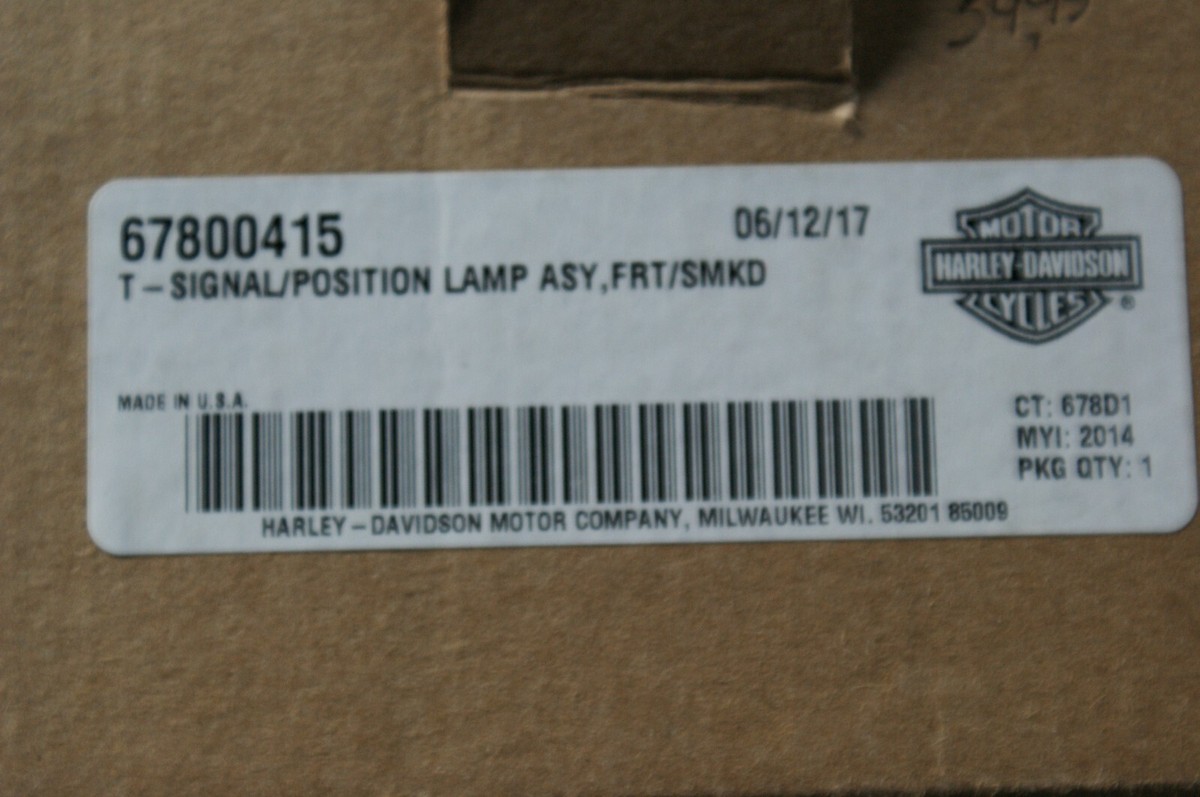 67800415
06/12/17
T-SIGNAL/POSITION LAMP ASY,FRT/SMKD
MOTOR
HARLEY-DAVIDSON
CYCLES
®
MADE IN U.S.A.
CT: 678D1
MYI: 2014
PKG QTY: 1
HARLEY-DAVIDSON MOTOR COMPANY, MILWAUKEE WI. 53201 85009